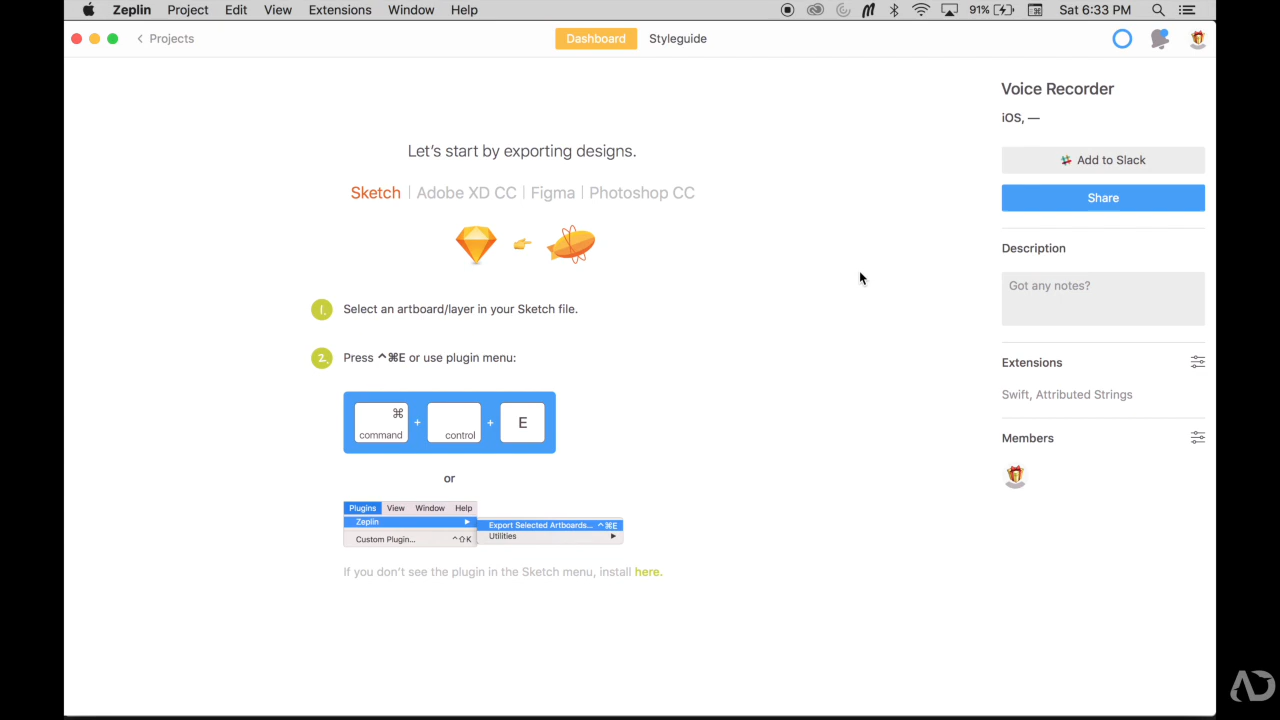 Zeplin Project Edit View Extensions Window Help 91% Sat 6:33 PM
Projects Dashboard Styleguide
Voice Recorder
iOS, —
Add to Slack
Share
Description
Got any notes?
Extensions
Swift, Attributed Strings
Members
Let's start by exporting designs.
Sketch | Adobe XD CC | Figma | Photoshop CC
1. Select an artboard/layer in your Sketch file.
2. Press ⌃⌘E or use plugin menu:
⌘
command + control + E
or
Plugins View Window Help
Zeplin ▶ Export Selected Artboards... ⌃⌘E
Utilities ▶
Custom Plugin... ⌃⇧K
If you don't see the plugin in the Sketch menu, install here.